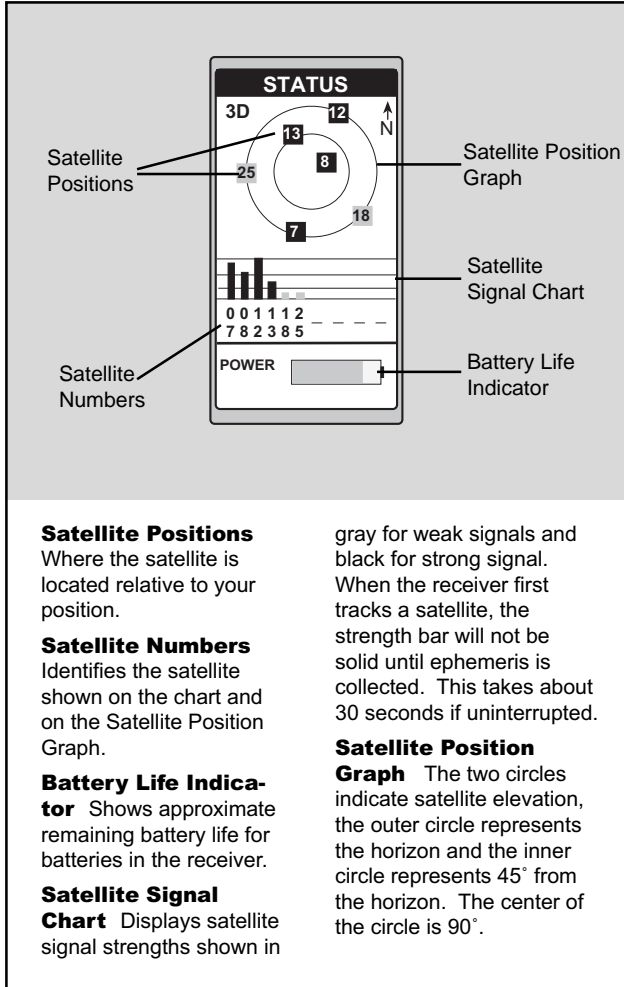 STATUS
3D
12
N
13
8
25
18
7
Satellite
Positions
Satellite Position
Graph
Satellite
Signal Chart
0 0 1 1 1 2
7 8 2 3 8 5 _ _ _ _ _ _
Satellite
Numbers
POWER
Battery Life
Indicator
Satellite Positions
Where the satellite is
located relative to your
position.
Satellite Numbers
Identifies the satellite
shown on the chart and
on the Satellite Position
Graph.
Battery Life Indica-
tor Shows approximate
remaining battery life for
batteries in the receiver.
Satellite Signal
Chart Displays satellite
signal strengths shown in
gray for weak signals and
black for strong signal.
When the receiver first
tracks a satellite, the
strength bar will not be
solid until ephemeris is
collected. This takes about
30 seconds if uninterrupted.
Satellite Position
Graph The two circles
indicate satellite elevation,
the outer circle represents
the horizon and the inner
circle represents 45˚ from
the horizon. The center of
the circle is 90˚.